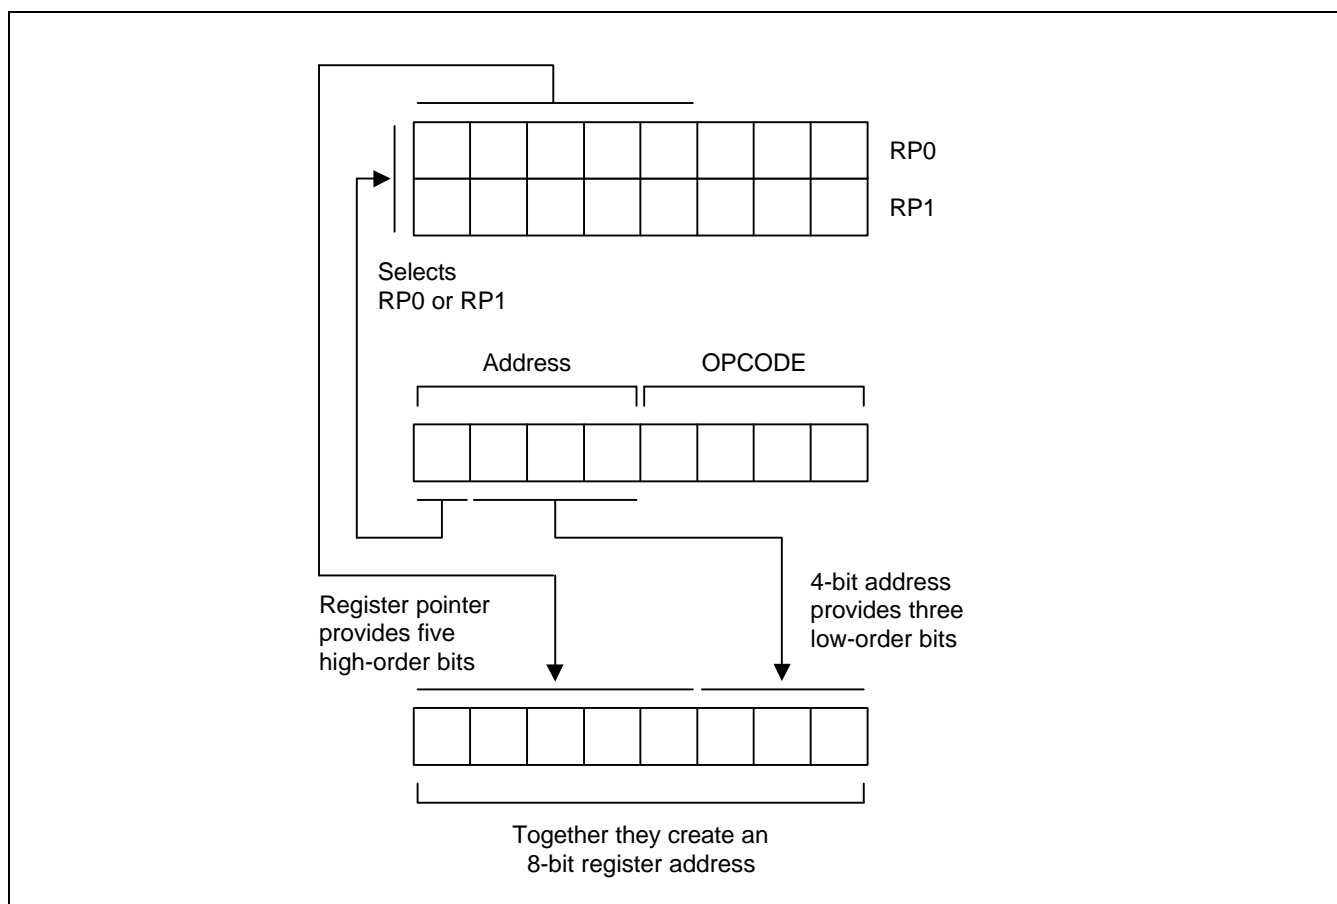 RP0
RP1
Selects
RP0 or RP1
Address
OPCODE
Register pointer
provides five
high-order bits
4-bit address
provides three
low-order bits
Together they create an
8-bit register address